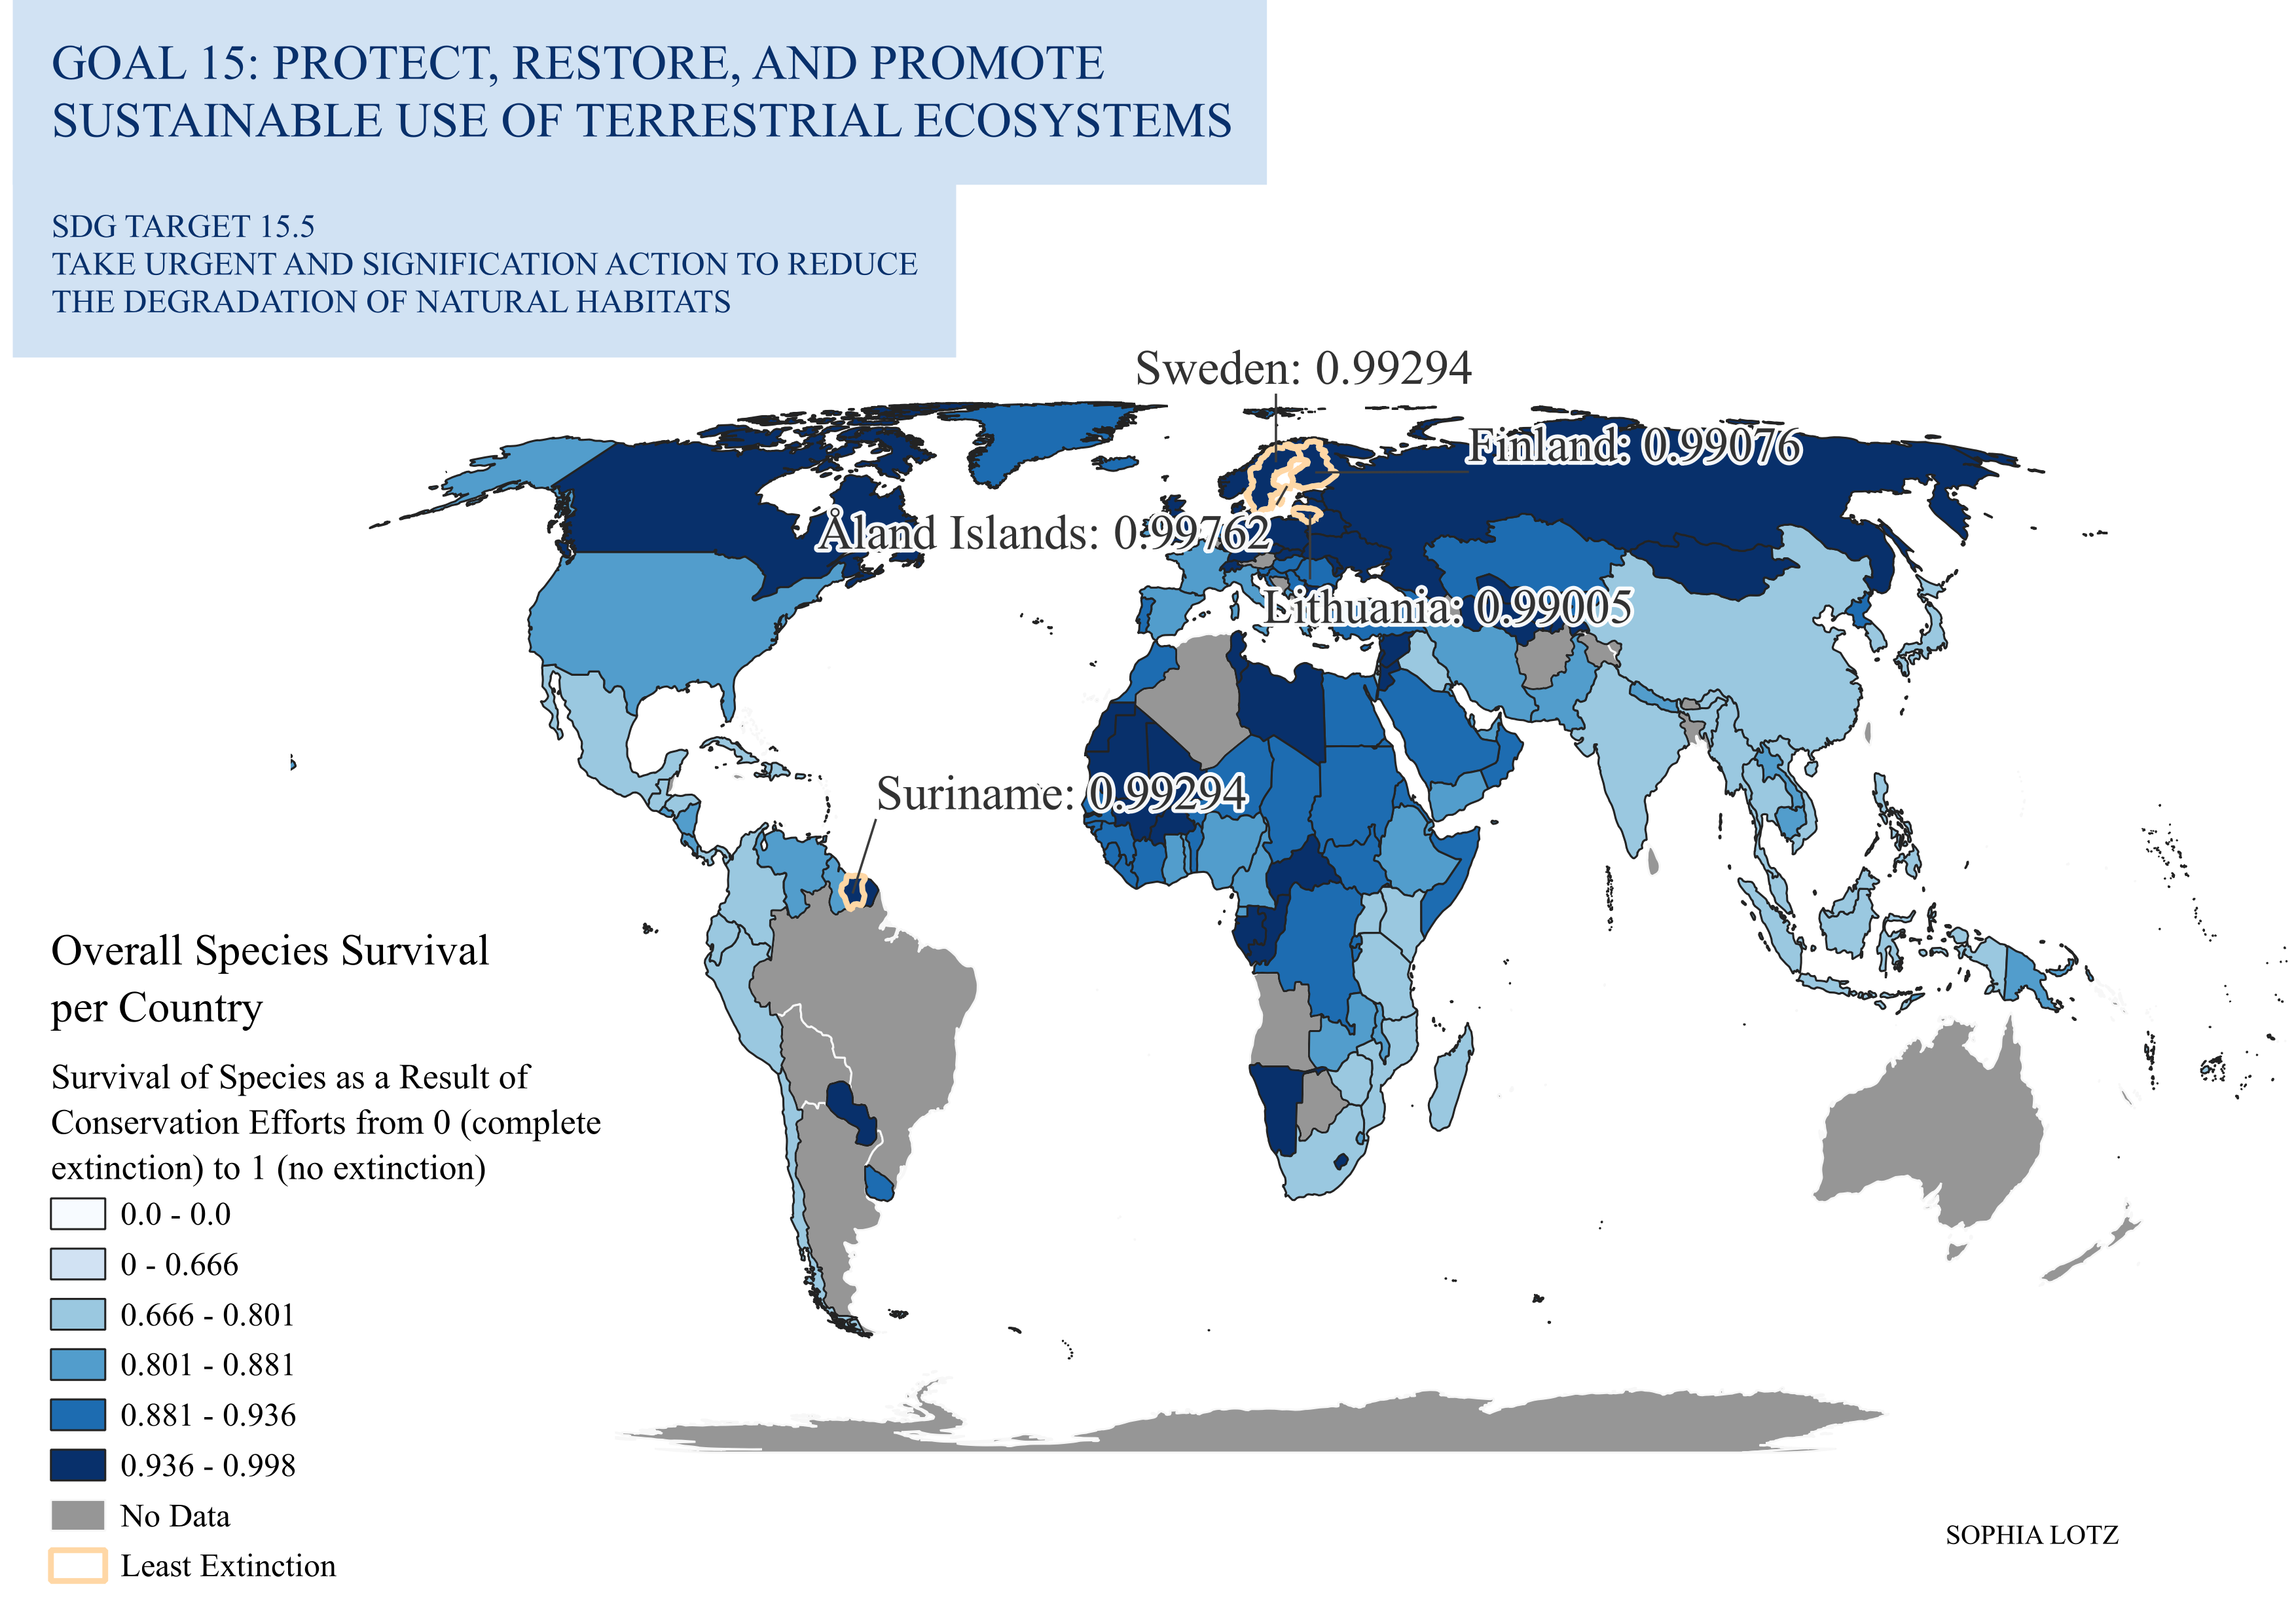 GOAL 15: PROTECT, RESTORE, AND PROMOTE
SUSTAINABLE USE OF TERRESTRIAL ECOSYSTEMS
SDG TARGET 15.5
TAKE URGENT AND SIGNIFICATION ACTION TO REDUCE
THE DEGRADATION OF NATURAL HABITATS
Sweden: 0.99294
Finland: 0.99076
Åland Islands: 0.99762
Lithuania: 0.99005
Suriname: 0.99294
Overall Species Survival
per Country
Survival of Species as a Result of
Conservation Efforts from 0 (complete
extinction) to 1 (no extinction)
0.0 - 0.0
0 - 0.666
0.666 - 0.801
0.801 - 0.881
0.881 - 0.936
0.936 - 0.998
No Data
Least Extinction
SOPHIA LOTZ